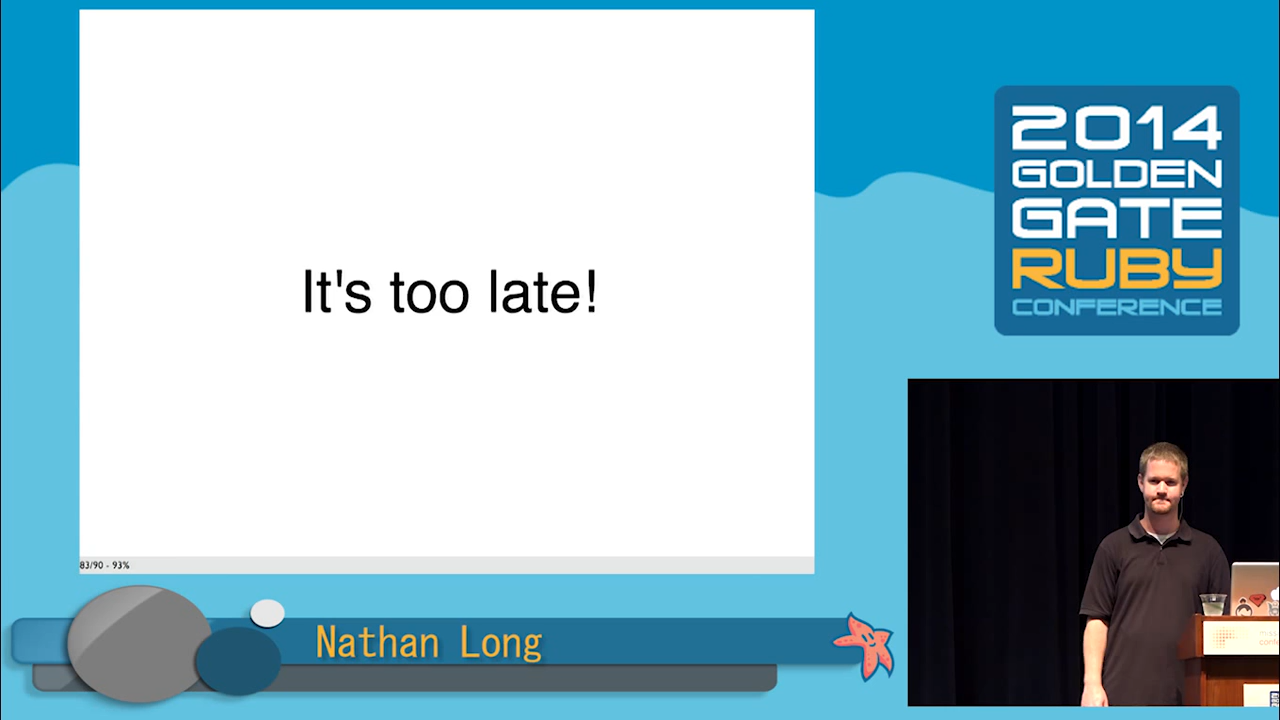 It's too late!
83/90 - 93%
2014
GOLDEN
GATE
RUBY
CONFERENCE
Nathan Long